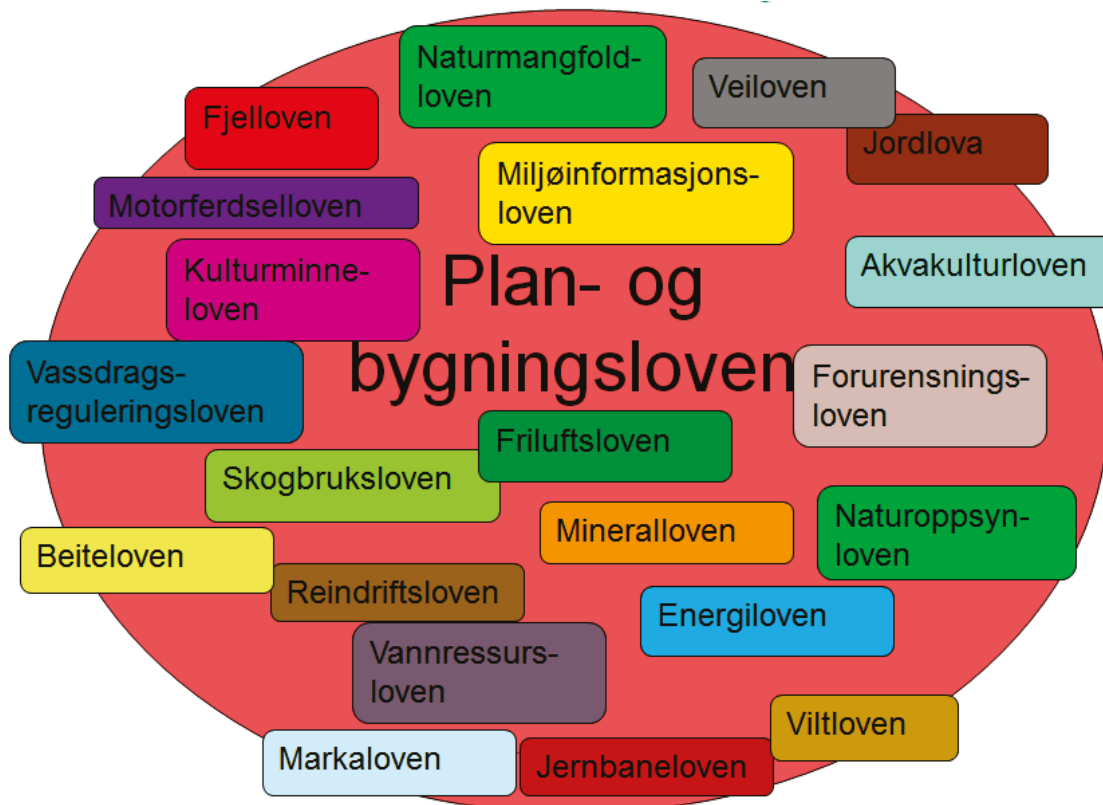 Naturmangfold-
loven
Veiloven
Fjelloven
Jordlova
Miljøinformasjons-
loven
Motorferdselloven
Kulturminne-
loven
Akvakulturloven
Plan- og
bygningsloven
Vassdrags-
reguleringsloven
Forurensnings-
loven
Friluftsloven
Skogbruksloven
Naturoppsyn-
loven
Mineralloven
Beiteloven
Reindriftsloven
Energiloven
Vannressurs-
loven
Viltloven
Markaloven
Jernbaneloven